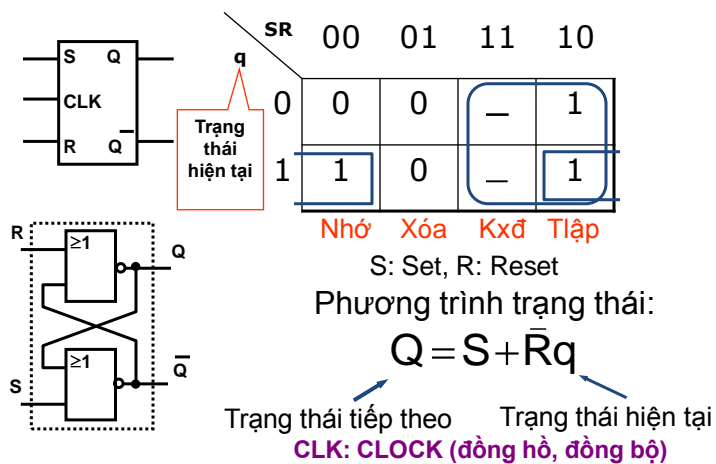 S Q
CLK
R Q̅
SR 00 01 11 10
q
Trạng
thái
hiện tại
0 0 0 _ 1
1 1 0 _ 1
Nhớ Xóa Kxđ Tlập
S: Set, R: Reset
Phương trình trạng thái:
Q = S + R̅q
Trạng thái tiếp theo Trạng thái hiện tại
CLK: CLOCK (đồng hồ, đồng bộ)
R ≥1 Q
S ≥1 Q̅